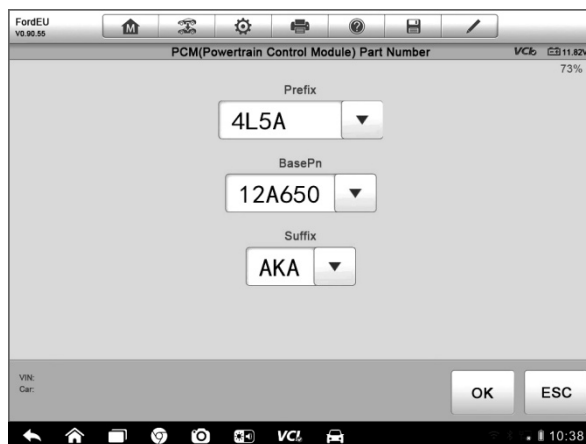 FordEU
V0.90.55
PCM(Powertrain Control Module) Part Number
VCI 11.82V
73%
Prefix
4L5A
BasePn
12A650
Suffix
AKA
VIN:
Car:
OK
ESC
VCI
10:38